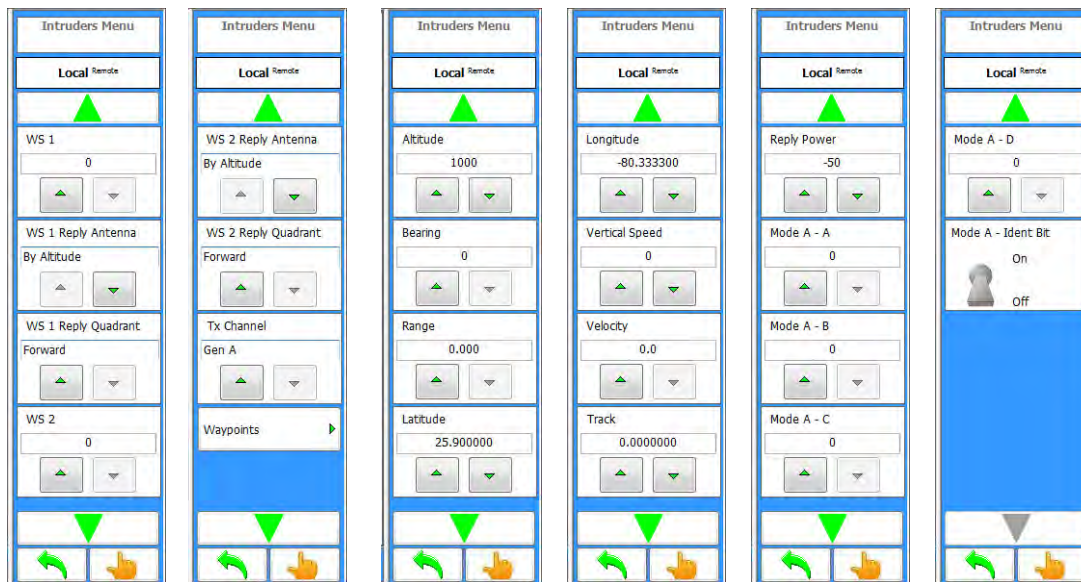 Intruders Menu
Local Remote
WS 1
0
WS 1 Reply Antenna
By Altitude
WS 1 Reply Quadrant
Forward
WS 2
0
Intruders Menu
Local Remote
WS 2 Reply Antenna
By Altitude
WS 2 Reply Quadrant
Forward
Tx Channel
Gen A
Waypoints
Intruders Menu
Local Remote
Altitude
1000
Bearing
0
Range
0.000
Latitude
25.900000
Intruders Menu
Local Remote
Longitude
-80.333300
Vertical Speed
0
Velocity
0.0
Track
0.0000000
Intruders Menu
Local Remote
Reply Power
-50
Mode A - A
0
Mode A - B
0
Mode A - C
0
Intruders Menu
Local Remote
Mode A - D
0
Mode A - Ident Bit
On
Off